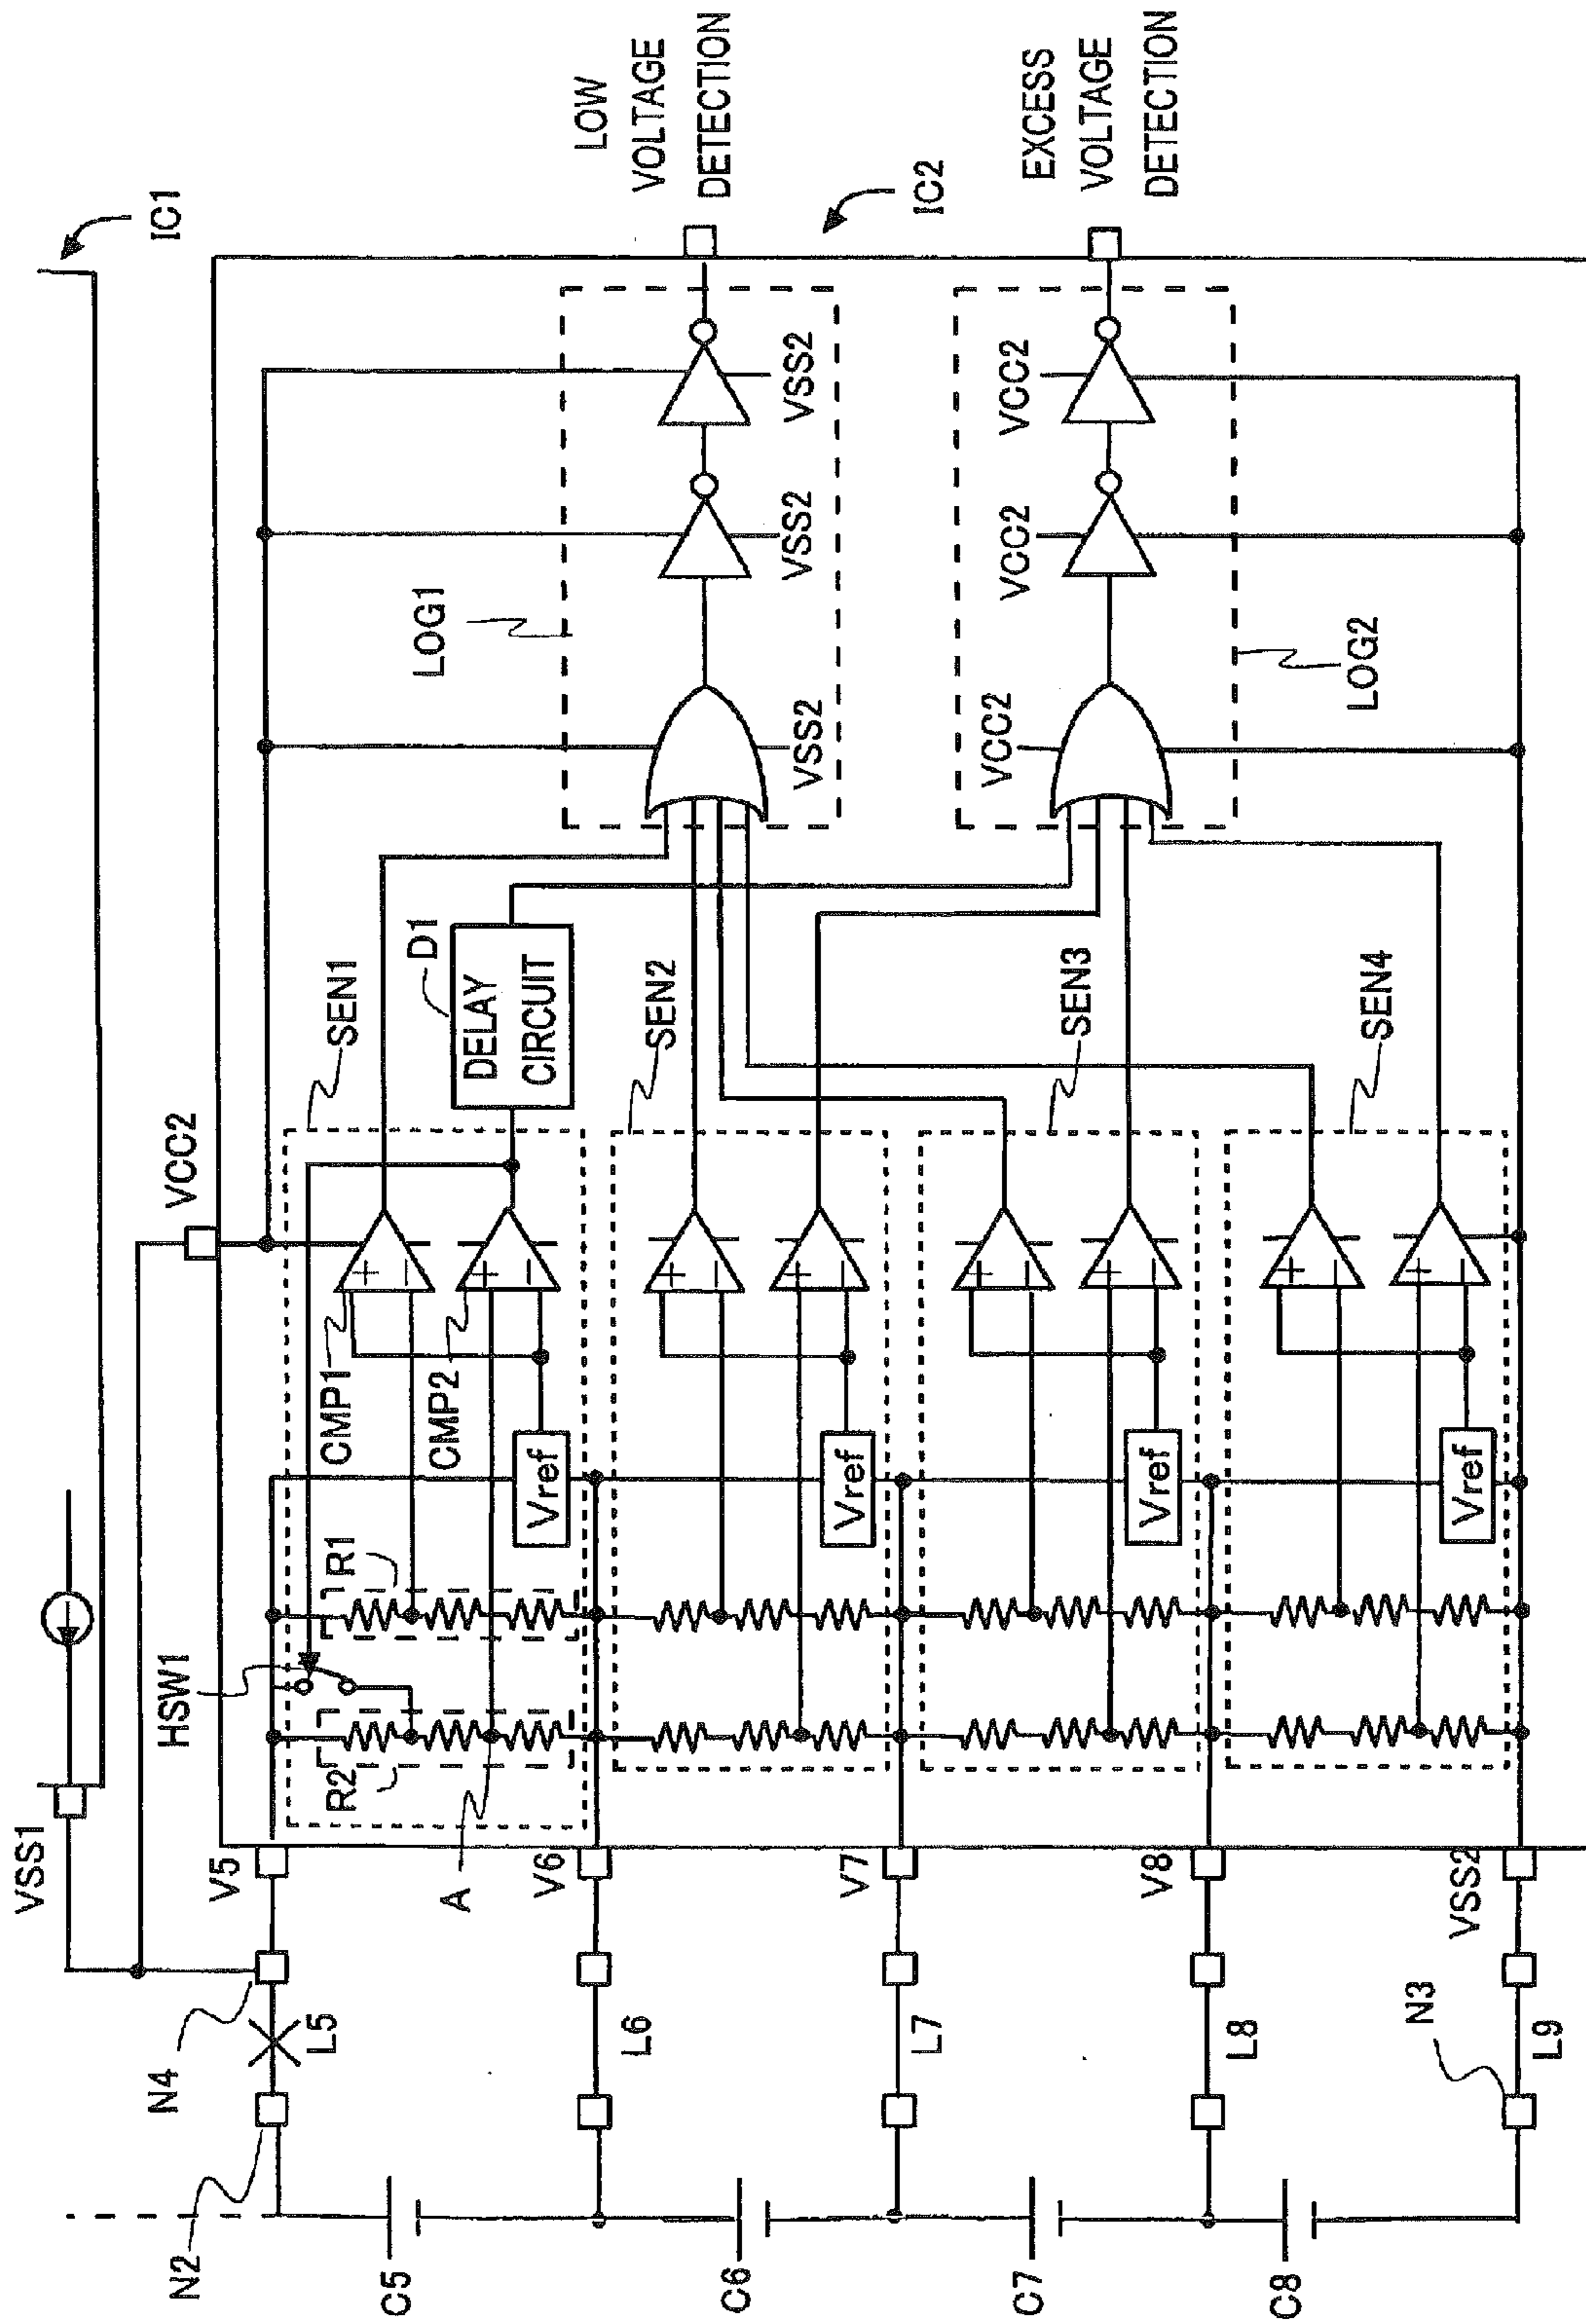 IC1
VSS1
VCC2
HSW1
N4
N2
L5
V5
R2
R1
A
CMP1
CMP2
+
−
+
−
Vref
SEN1
D1
DELAY
CIRCUIT
LOG1
VSS2
VSS2
VSS2
LOW
VOLTAGE
DETECTION
IC2
C5
L6
V6
+
−
+
−
Vref
SEN2
C6
L7
V7
+
−
+
−
Vref
SEN3
VCC2
VCC2
VCC2
LOG2
EXCESS
VOLTAGE
DETECTION
C7
L8
V8
+
−
+
−
Vref
SEN4
C8
N3
L9
VSS2